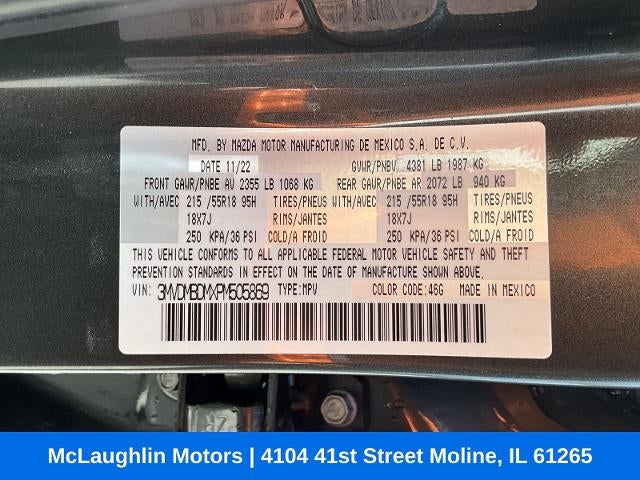 MFD. BY MAZDA MOTOR MANUFACTURING DE MEXICO S.A. DE C.V.
DATE 11/22 GVWR/PNBV 4381 LB 1987 KG
FRONT GAWR/PNBE AV 2355 LB 1068 KG REAR GAWR/PNBE AR 2072 LB 940 KG
WITH/AVEC 215 /55R18 95H TIRES/PNEUS WITH/AVEC 215 /55R18 95H TIRES/PNEUS
18X7J RIMS/JANTES 18X7J RIMS/JANTES
250 KPA/36 PSI COLD/A FROID 250 KPA/36 PSI COLD/A FROID
THIS VEHICLE CONFORMS TO ALL APPLICABLE FEDERAL MOTOR VEHICLE SAFETY AND THEFT
PREVENTION STANDARDS IN EFFECT ON THE DATE OF MANUFACTURE SHOWN ABOVE.
VIN: 3MVDMBDMXPM505869 TYPE:MPV COLOR CODE:46G MADE IN MEXICO
McLaughlin Motors | 4104 41st Street Moline, IL 61265